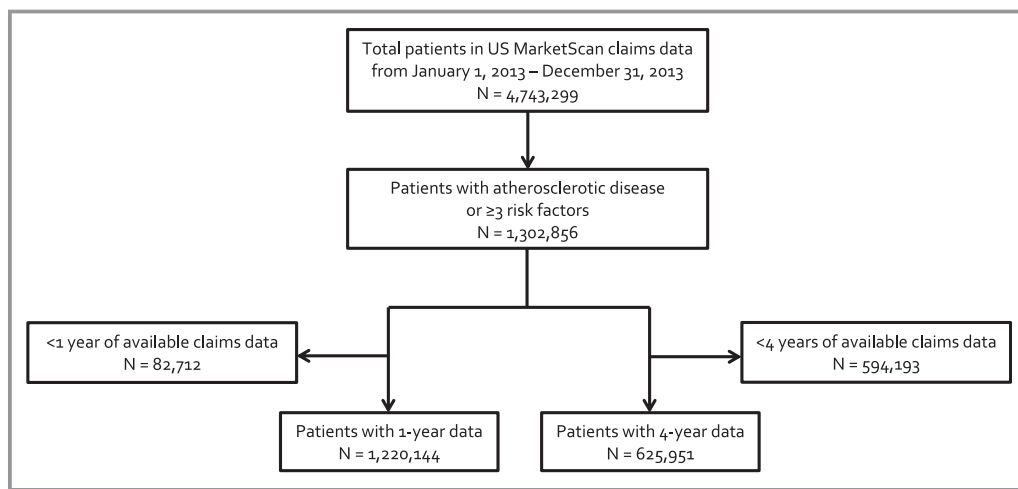 Total patients in US MarketScan claims data
from January 1, 2013 – December 31, 2013
N = 4,743,299
Patients with atherosclerotic disease
or ≥3 risk factors
N = 1,302,856
<1 year of available claims data
N = 82,712
<4 years of available claims data
N = 594,193
Patients with 1-year data
N = 1,220,144
Patients with 4-year data
N = 625,951